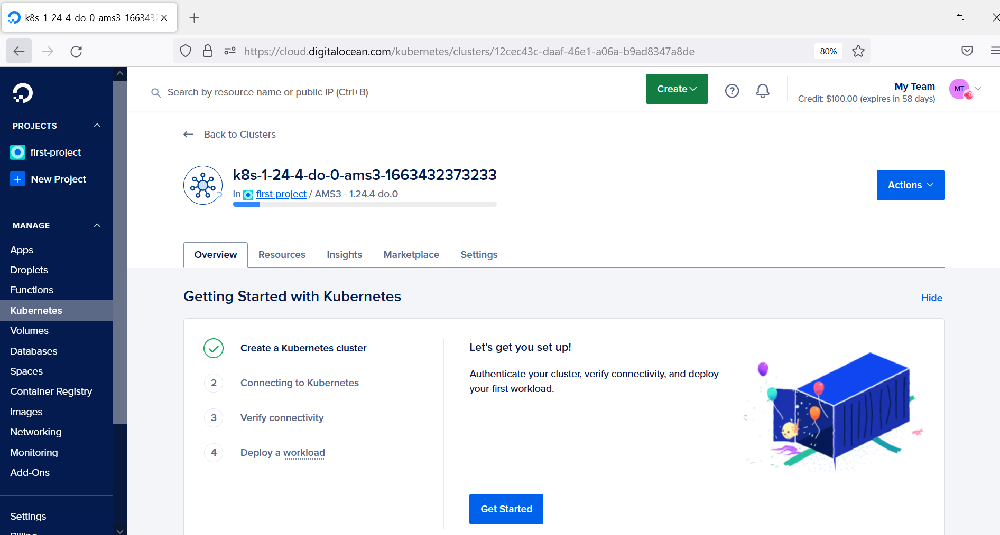 k8s-1-24-4-do-0-ams3-1663432
https://cloud.digitalocean.com/kubernetes/clusters/12cec43c-daaf-46e1-a06a-b9ad8347a8de
80%
Search by resource name or public IP (Ctrl+B)
Create
My Team
Credit: $100.00 (expires in 58 days)
MT
PROJECTS
first-project
New Project
MANAGE
Apps
Droplets
Functions
Kubernetes
Volumes
Databases
Spaces
Container Registry
Images
Networking
Monitoring
Add-Ons
Settings
Billing
Back to Clusters
k8s-1-24-4-do-0-ams3-1663432373233
in first-project / AMS3 - 1.24.4-do.0
Actions
Overview Resources Insights Marketplace Settings
Getting Started with Kubernetes
Hide
Create a Kubernetes cluster
2 Connecting to Kubernetes
3 Verify connectivity
4 Deploy a workload
Let's get you set up!
Authenticate your cluster, verify connectivity, and deploy
your first workload.
Get Started